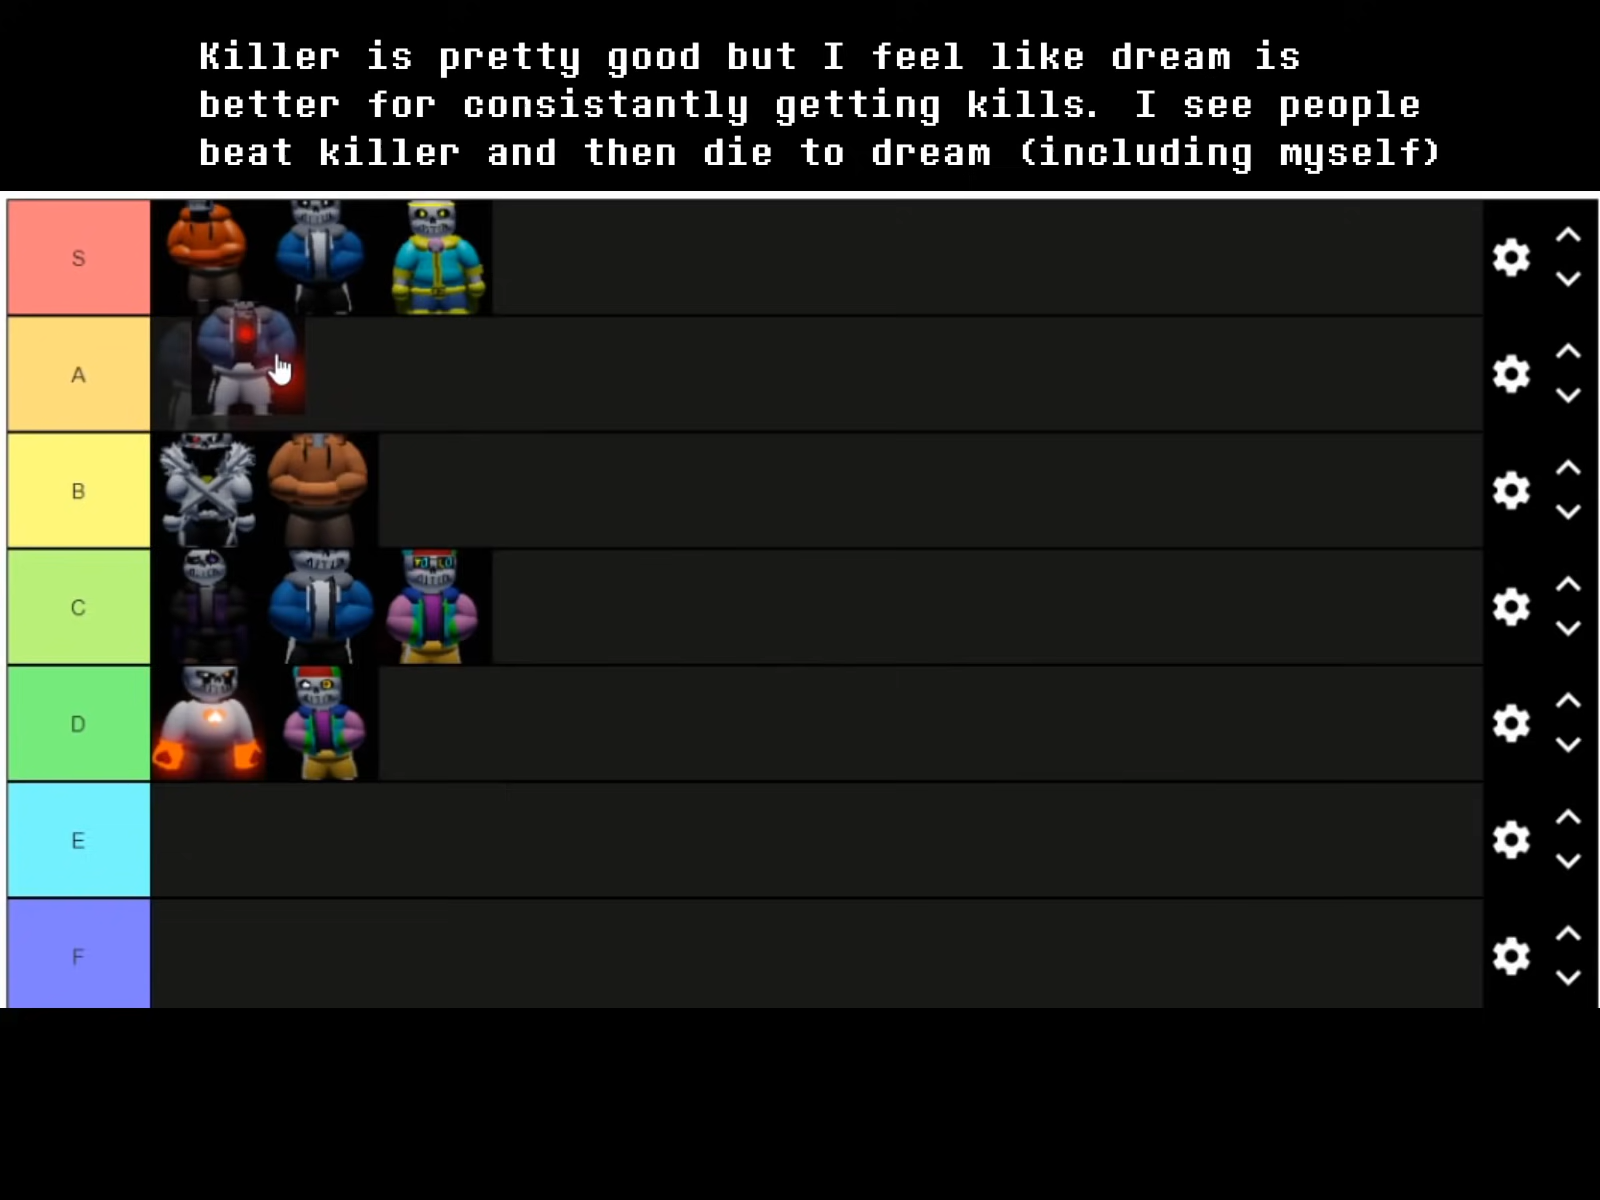 Killer is pretty good but I feel like dream is
better for consistantly getting kills. I see people
beat killer and then die to dream (including myself)
S
A
B
C
D
E
F